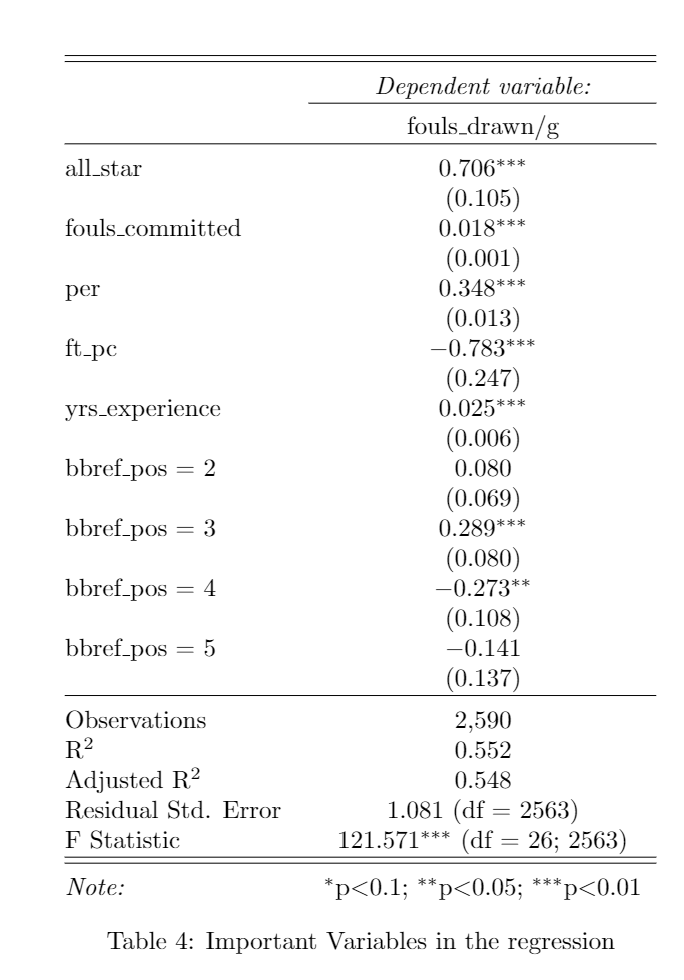 Dependent variable:
fouls_drawn/g
all_star 0.706***
(0.105)
fouls_committed 0.018***
(0.001)
per 0.348***
(0.013)
ft_pc −0.783***
(0.247)
yrs_experience 0.025***
(0.006)
bbref_pos = 2 0.080
(0.069)
bbref_pos = 3 0.289***
(0.080)
bbref_pos = 4 −0.273**
(0.108)
bbref_pos = 5 −0.141
(0.137)
Observations 2,590
R² 0.552
Adjusted R² 0.548
Residual Std. Error 1.081 (df = 2563)
F Statistic 121.571*** (df = 26; 2563)
Note: *p<0.1; **p<0.05; ***p<0.01
Table 4: Important Variables in the regression